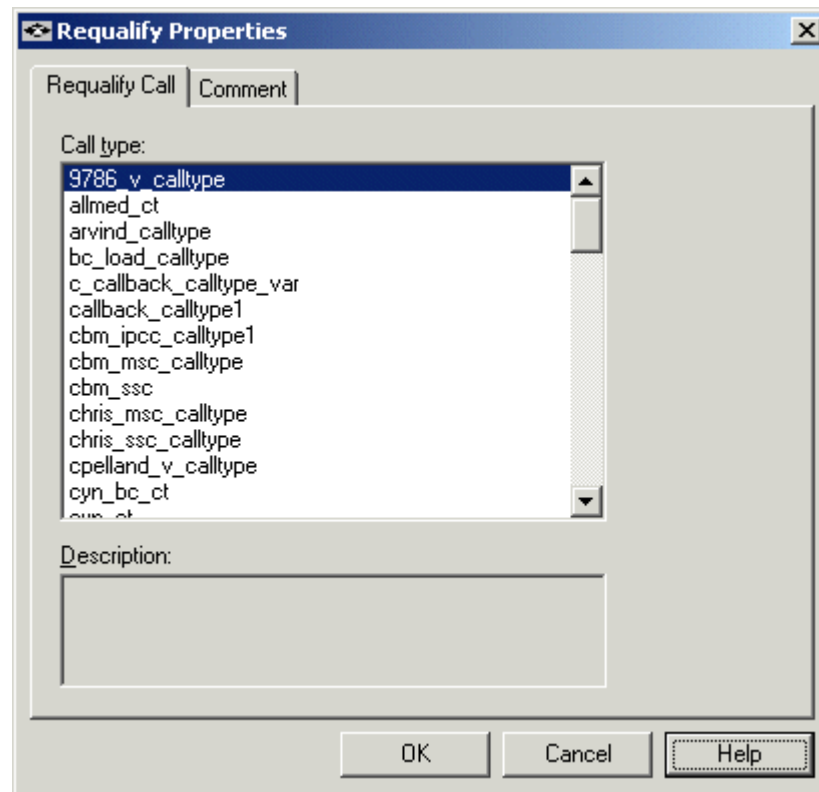 Requalify Properties
Requalify Call
Comment
Call type:
9786_v_calltype
allmed_ct
arvind_calltype
bc_load_calltype
c_callback_calltype_var
callback_calltype1
cbm_ipcc_calltype1
cbm_msc_calltype
cbm_ssc
chris_msc_calltype
chris_ssc_calltype
cpelland_v_calltype
cyn_bc_ct
Description:
OK
Cancel
Help